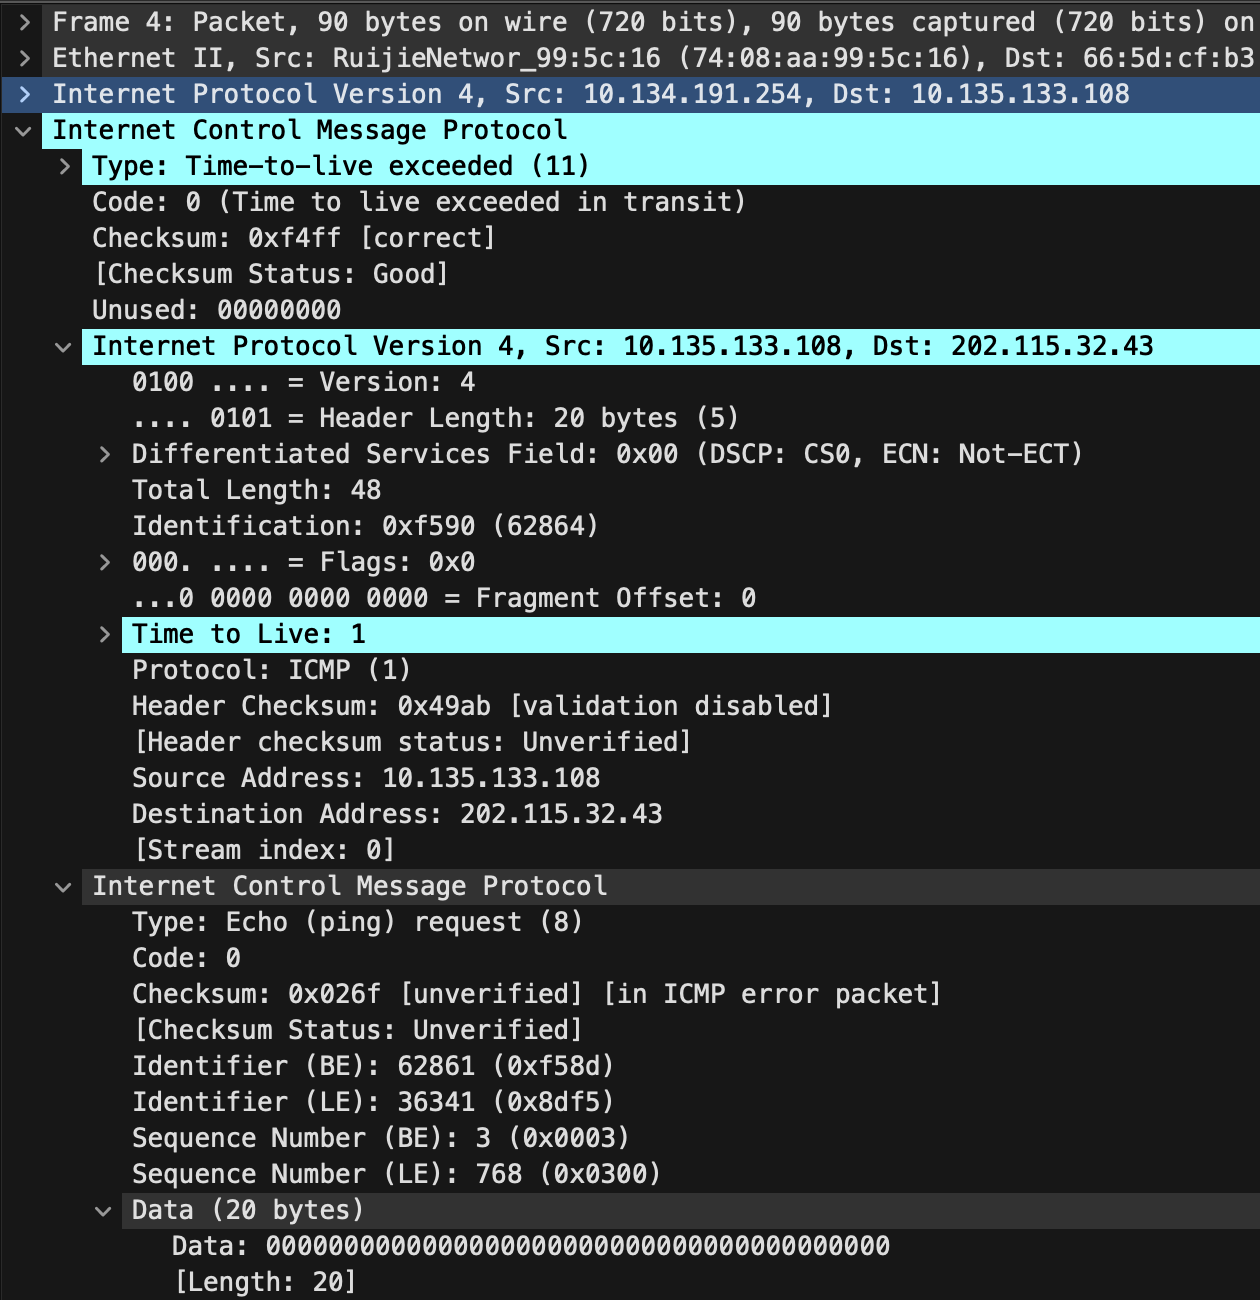 Frame 4: Packet, 90 bytes on wire (720 bits), 90 bytes captured (720 bits) on
Ethernet II, Src: RuijieNetwor_99:5c:16 (74:08:aa:99:5c:16), Dst: 66:5d:cf:b3
Internet Protocol Version 4, Src: 10.134.191.254, Dst: 10.135.133.108
Internet Control Message Protocol
Type: Time-to-live exceeded (11)
Code: 0 (Time to live exceeded in transit)
Checksum: 0xf4ff [correct]
[Checksum Status: Good]
Unused: 00000000
Internet Protocol Version 4, Src: 10.135.133.108, Dst: 202.115.32.43
0100 .... = Version: 4
.... 0101 = Header Length: 20 bytes (5)
Differentiated Services Field: 0x00 (DSCP: CS0, ECN: Not-ECT)
Total Length: 48
Identification: 0xf590 (62864)
000. .... = Flags: 0x0
...0 0000 0000 0000 = Fragment Offset: 0
Time to Live: 1
Protocol: ICMP (1)
Header Checksum: 0x49ab [validation disabled]
[Header checksum status: Unverified]
Source Address: 10.135.133.108
Destination Address: 202.115.32.43
[Stream index: 0]
Internet Control Message Protocol
Type: Echo (ping) request (8)
Code: 0
Checksum: 0x026f [unverified] [in ICMP error packet]
[Checksum Status: Unverified]
Identifier (BE): 62861 (0xf58d)
Identifier (LE): 36341 (0x8df5)
Sequence Number (BE): 3 (0x0003)
Sequence Number (LE): 768 (0x0300)
Data (20 bytes)
Data: 0000000000000000000000000000000000000000
[Length: 20]